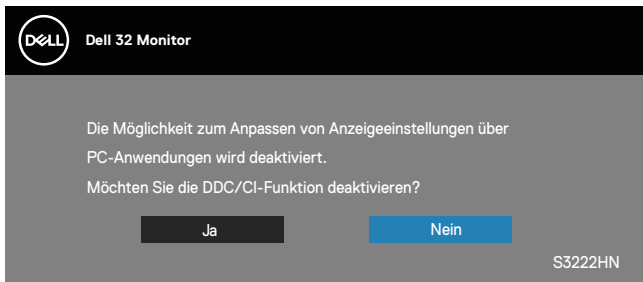 DELL Dell 32 Monitor
Die Möglichkeit zum Anpassen von Anzeigeeinstellungen über
PC-Anwendungen wird deaktiviert.
Möchten Sie die DDC/CI-Funktion deaktivieren?
Ja Nein
S3222HN